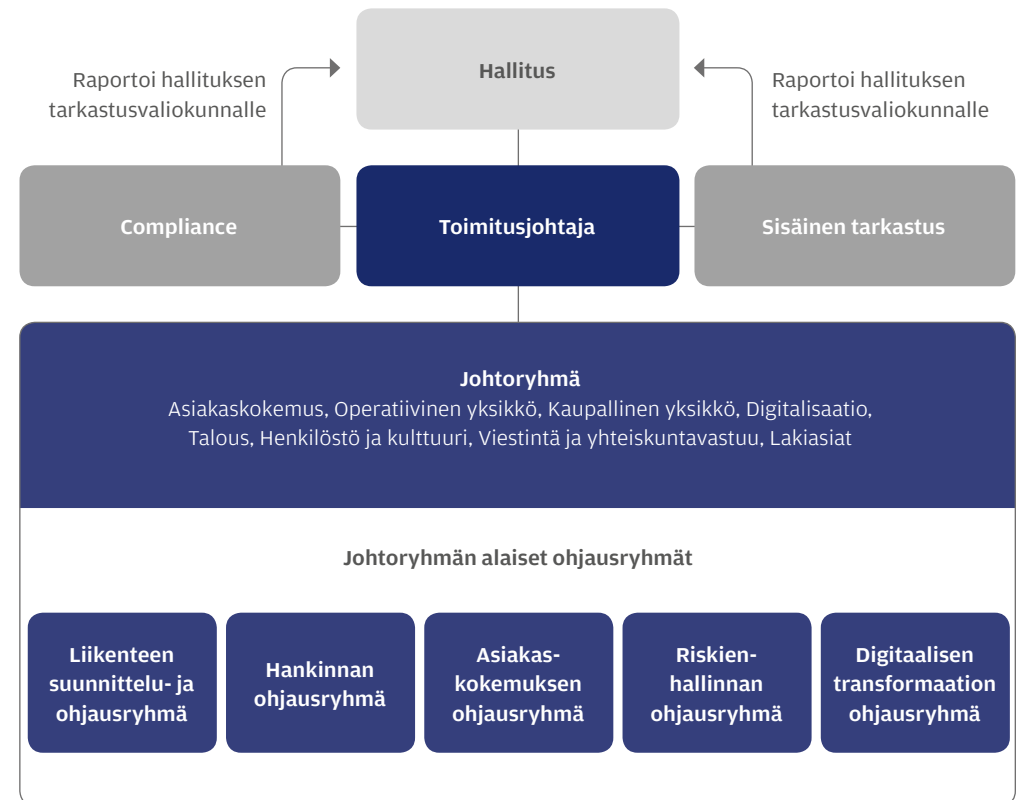 Hallitus
Raportoi hallituksen
tarkastusvaliokunnalle
Raportoi hallituksen
tarkastusvaliokunnalle
Compliance
Toimitusjohtaja
Sisäinen tarkastus
Johtoryhmä
Asiakaskokemus, Operatiivinen yksikkö, Kaupallinen yksikkö, Digitalisaatio,
Talous, Henkilöstö ja kulttuuri, Viestintä ja yhteiskuntavastuu, Lakiasiat
Johtoryhmän alaiset ohjausryhmät
Liikenteen
suunnittelu- ja
ohjausryhmä
Hankinnan
ohjausryhmä
Asiakas-
kokemuksen
ohjausryhmä
Riskien-
hallinnan
ohjausryhmä
Digitaalisen
transformaation
ohjausryhmä